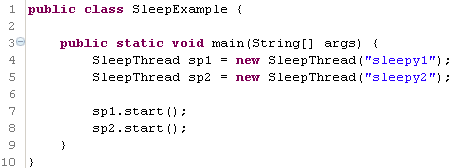 1 public class SleepExample {
2
3     public static void main(String[] args) {
4         SleepThread sp1 = new SleepThread("sleepy1");
5         SleepThread sp2 = new SleepThread("sleepy2");
6
7         sp1.start();
8         sp2.start();
9     }
10 }